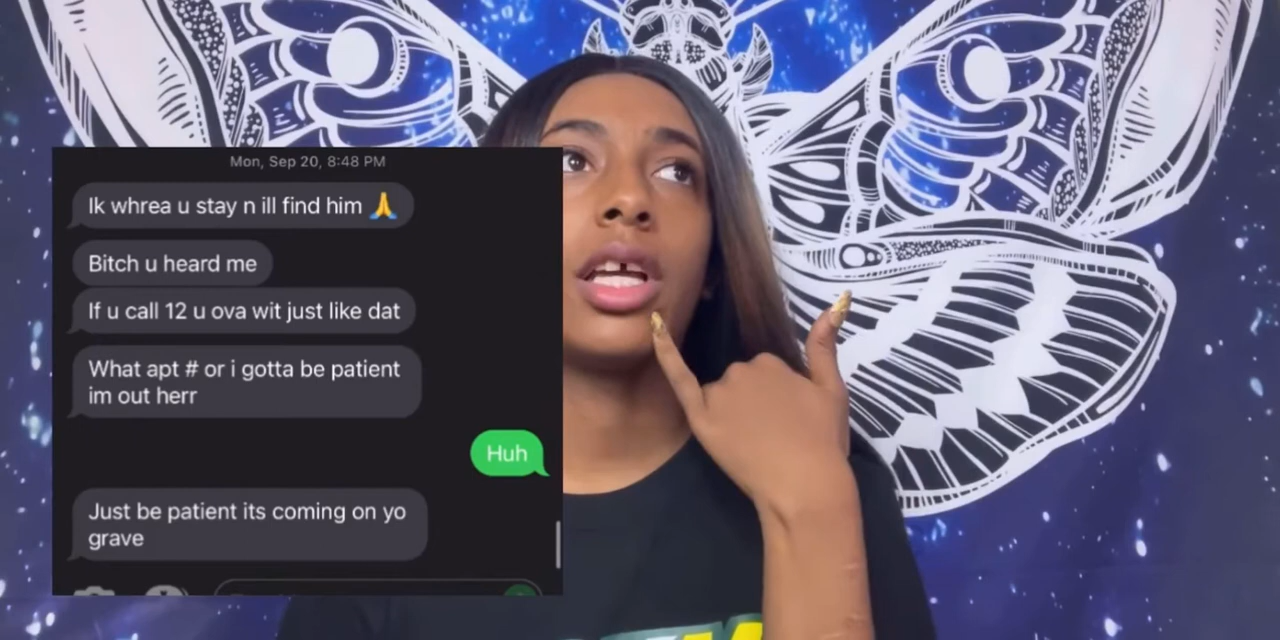 Mon, Sep 20, 8:48 PM
Ik whrea u stay n ill find him 🙏
Bitch u heard me
If u call 12 u ova wit just like dat
What apt # or i gotta be patient
im out herr
Huh
Just be patient its coming on yo
grave